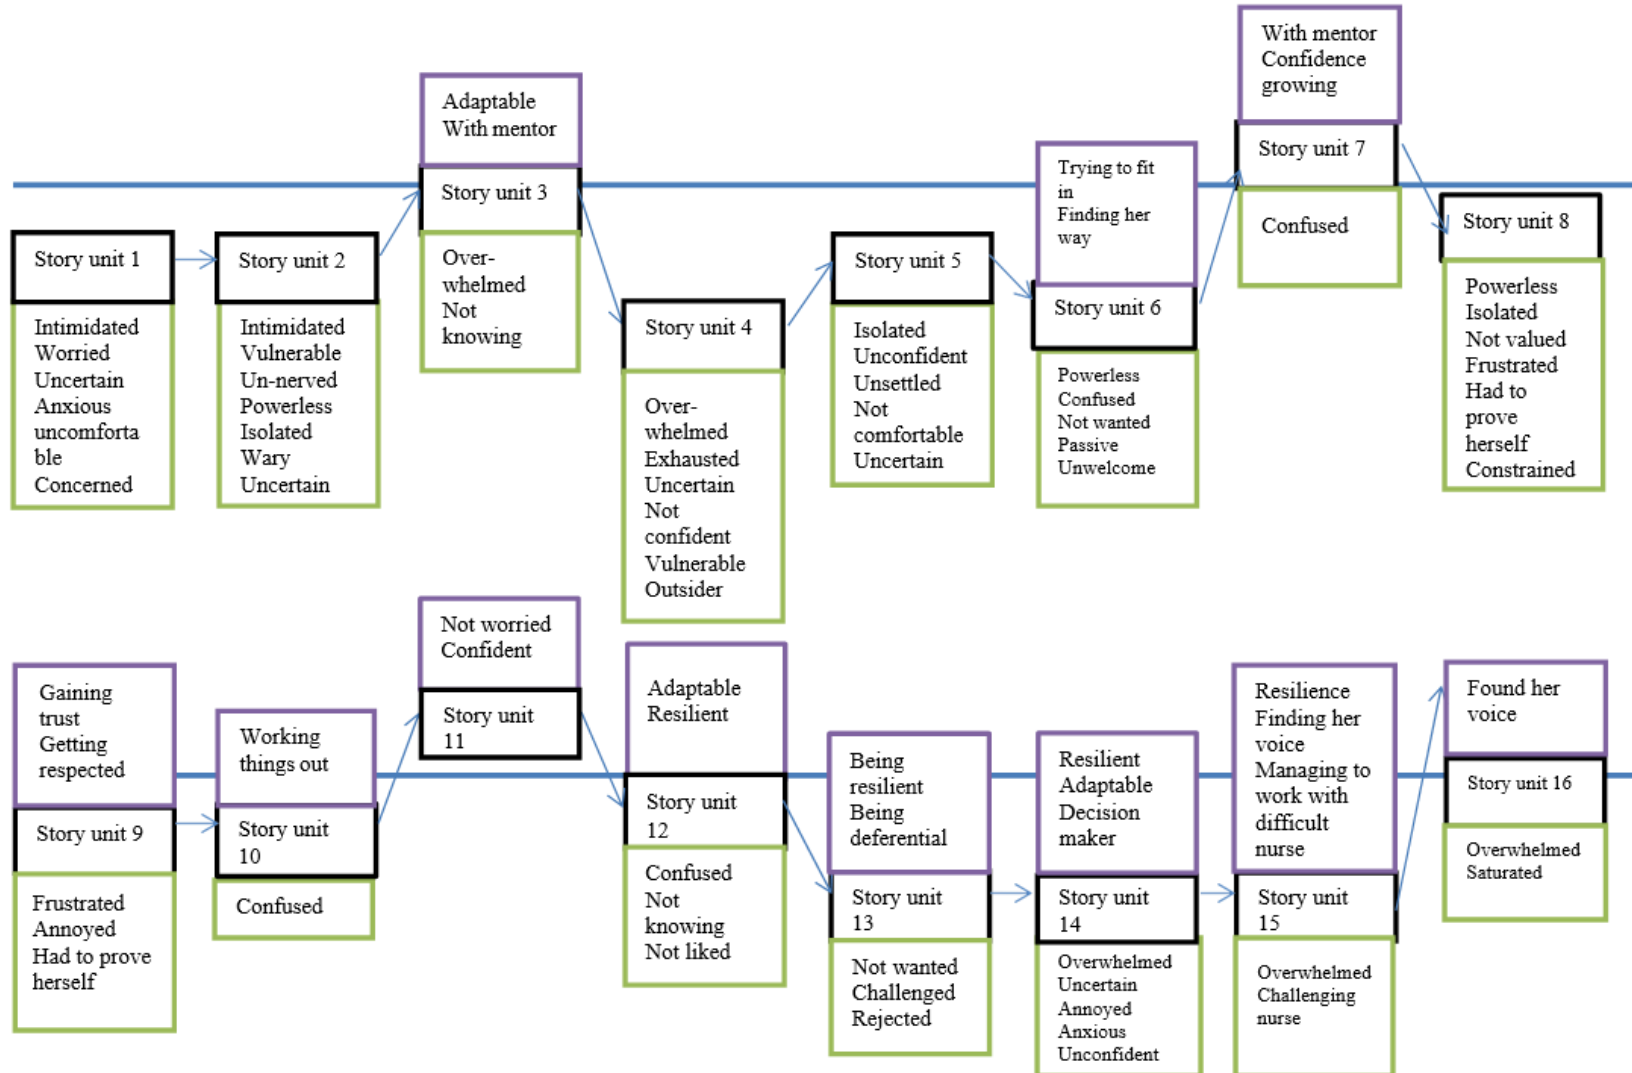 Story unit 1
Intimidated
Worried
Uncertain
Anxious
uncomforta
ble
Concerned
Story unit 2
Intimidated
Vulnerable
Un-nerved
Powerless
Isolated
Wary
Uncertain
Adaptable
With mentor
Story unit 3
Over-
whelmed
Not
knowing
Story unit 4
Over-
whelmed
Exhausted
Uncertain
Not
confident
Vulnerable
Outsider
Story unit 5
Isolated
Unconfident
Unsettled
Not
comfortable
Uncertain
Trying to fit
in
Finding her
way
Story unit 6
Powerless
Confused
Not wanted
Passive
Unwelcome
With mentor
Confidence
growing
Story unit 7
Confused
Story unit 8
Powerless
Isolated
Not valued
Frustrated
Had to
prove
herself
Constrained
Gaining
trust
Getting
respected
Story unit 9
Frustrated
Annoyed
Had to prove
herself
Working
things out
Story unit
10
Confused
Not worried
Confident
Story unit
11
Adaptable
Resilient
Story unit
12
Confused
Not
knowing
Not liked
Being
resilient
Being
deferential
Story unit
13
Not wanted
Challenged
Rejected
Resilient
Adaptable
Decision
maker
Story unit
14
Overwhelmed
Uncertain
Annoyed
Anxious
Unconfident
Resilience
Finding her
voice
Managing to
work with
difficult
nurse
Story unit
15
Overwhelmed
Challenging
nurse
Found her
voice
Story unit 16
Overwhelmed
Saturated